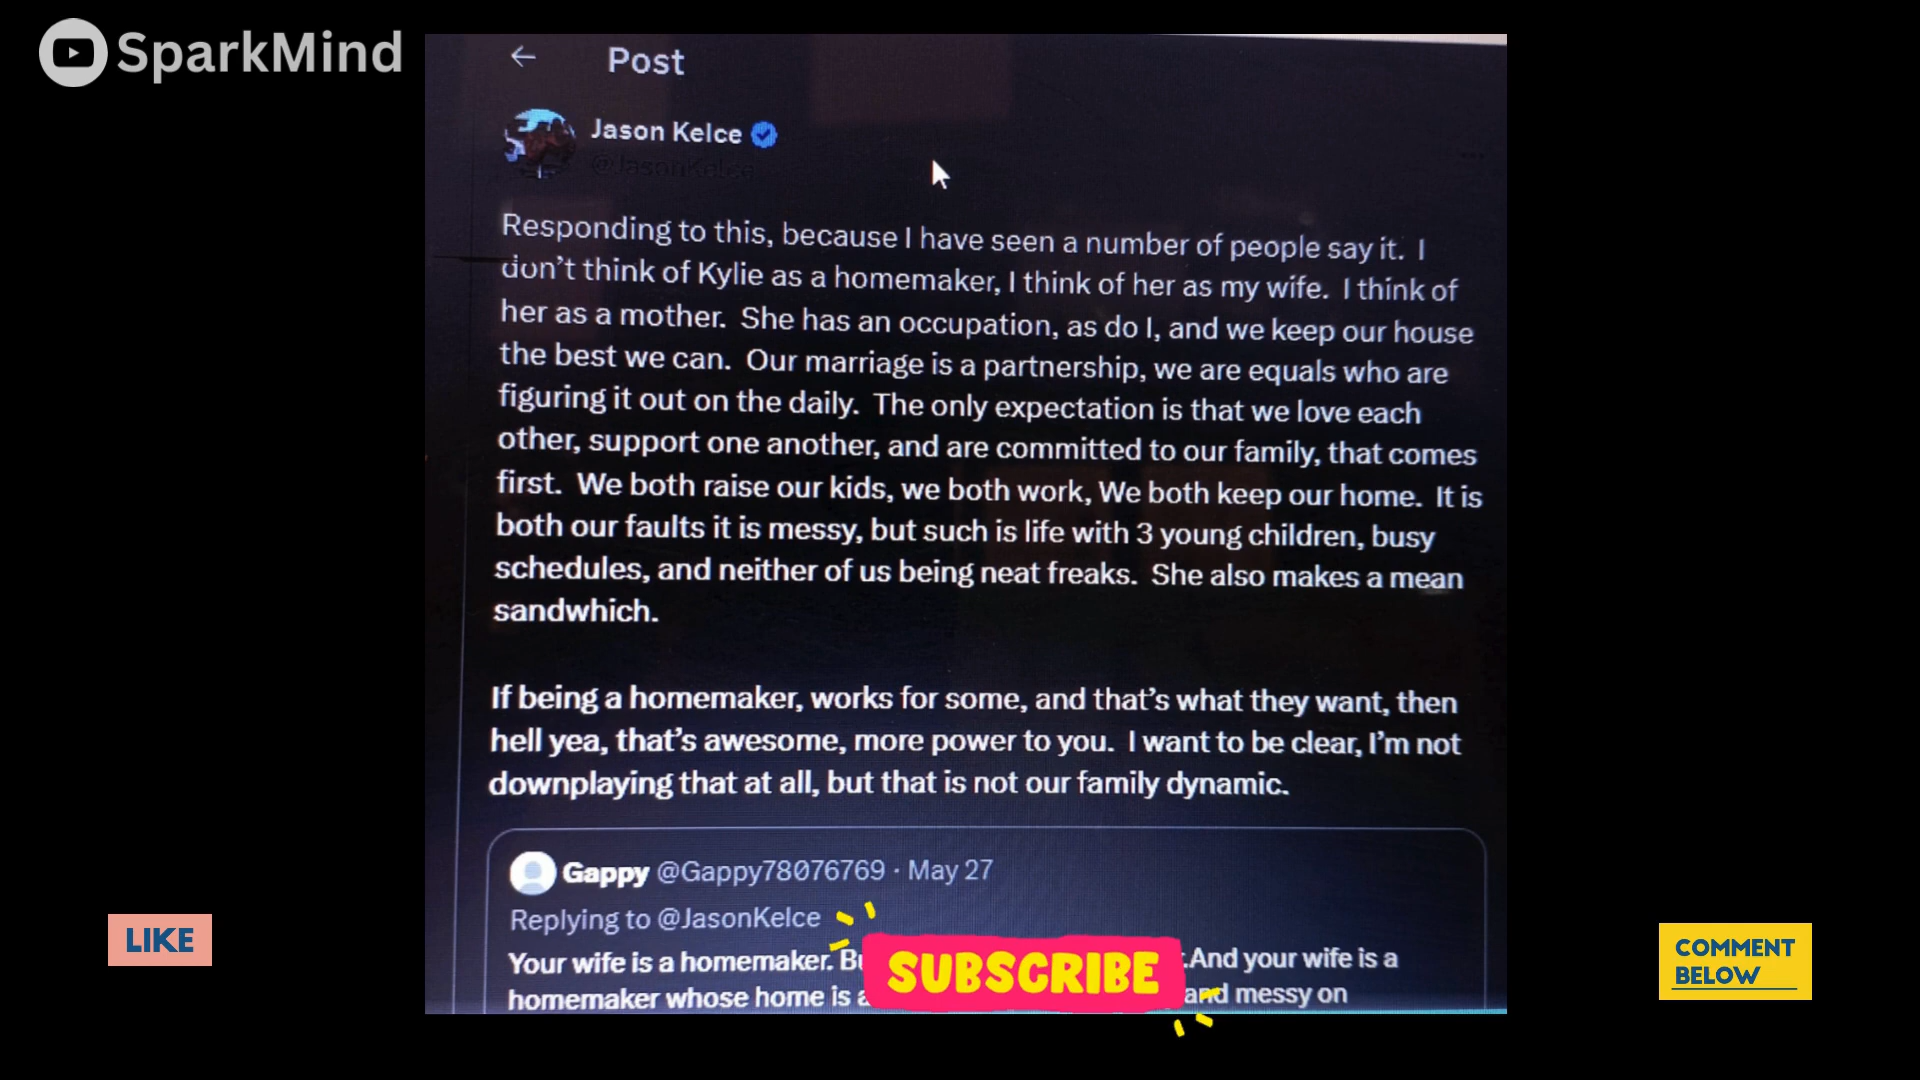 SparkMind
Post
Jason Kelce
@JasonKelce
Responding to this, because I have seen a number of people say it. I
don't think of Kylie as a homemaker, I think of her as my wife. I think of
her as a mother. She has an occupation, as do I, and we keep our house
the best we can. Our marriage is a partnership, we are equals who are
figuring it out on the daily. The only expectation is that we love each
other, support one another, and are committed to our family, that comes
first. We both raise our kids, we both work, We both keep our home. It is
both our faults it is messy, but such is life with 3 young children, busy
schedules, and neither of us being neat freaks. She also makes a mean
sandwhich.
If being a homemaker, works for some, and that's what they want, then
hell yea, that's awesome, more power to you. I want to be clear, I'm not
downplaying that at all, but that is not our family dynamic.
Gappy @Gappy78076769 · May 27
Replying to @JasonKelce
Your wife is a homemaker. .And your wife is a
homemaker whose home is and messy on
SUBSCRIBE
LIKE
COMMENT
BELOW